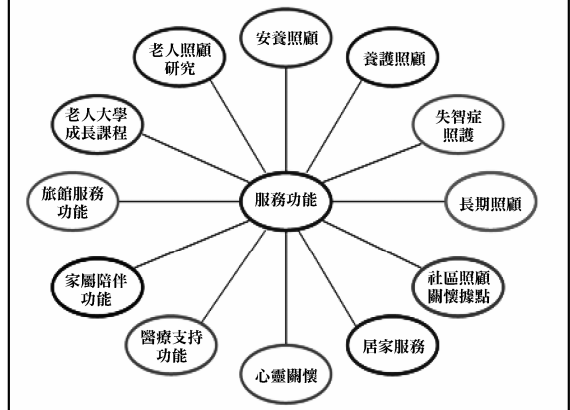 安養照顧
養護照顧
失智症
照護
長期照顧
社區照顧
關懷據點
居家服務
心靈關懷
醫療支持
功能
家屬陪伴
功能
旅館服務
功能
老人大學
成長課程
老人照顧
研究
服務功能